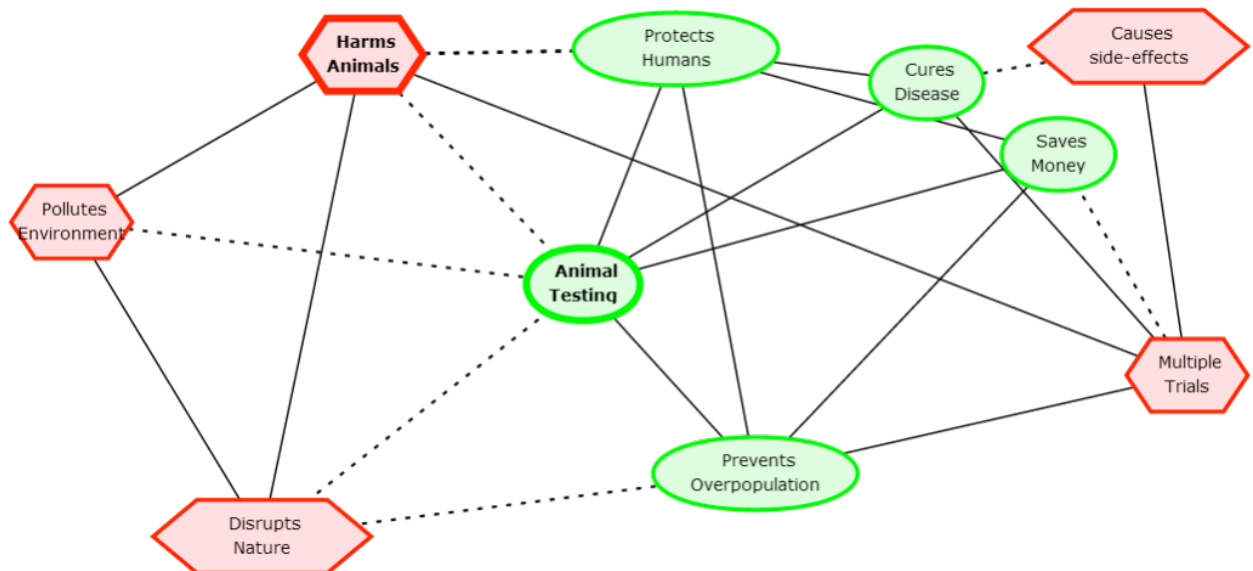 Harms
Animals
Protects
Humans
Causes
side-effects
Cures
Disease
Saves
Money
Pollutes
Environment
Animal
Testing
Multiple
Trials
Prevents
Overpopulation
Disrupts
Nature